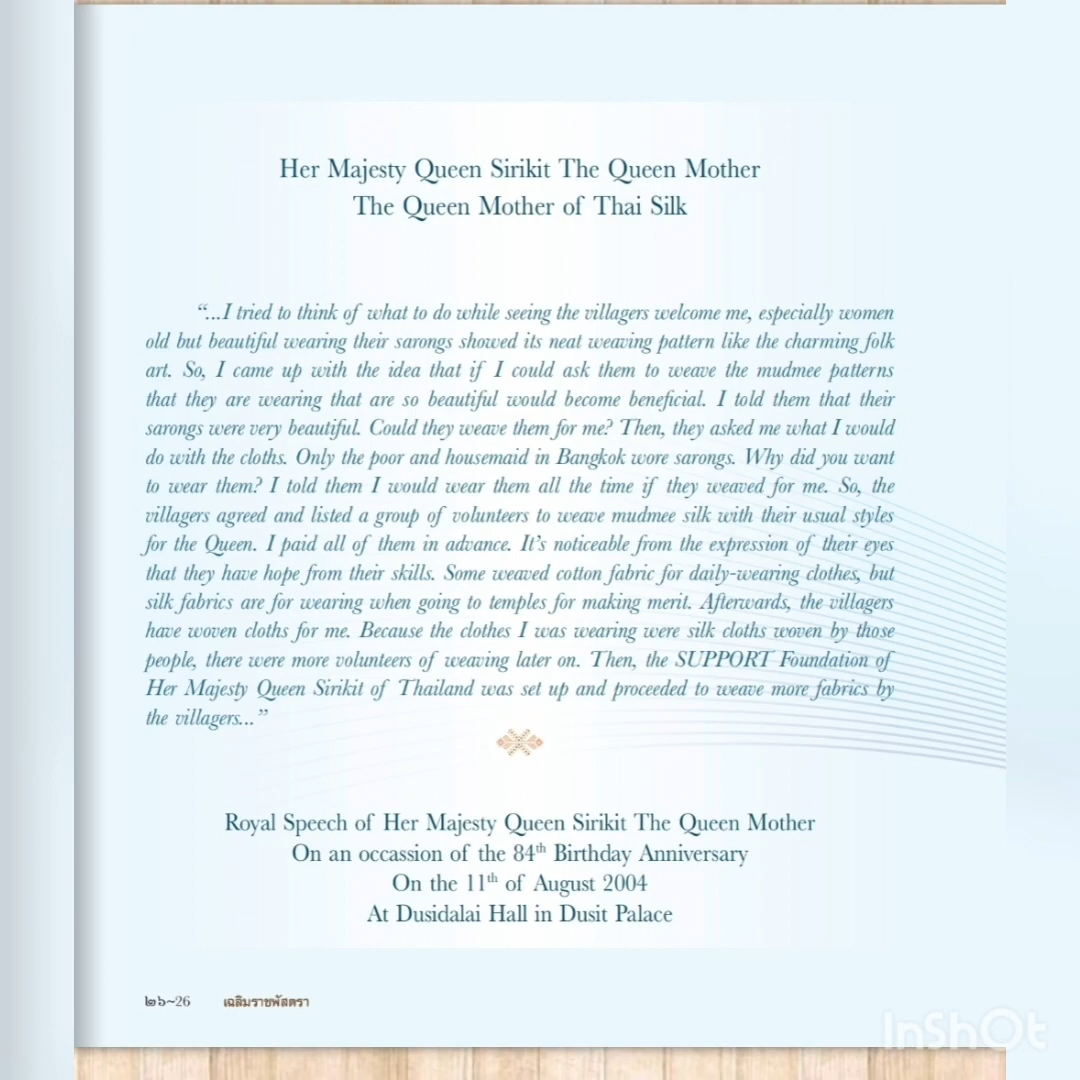 Her Majesty Queen Sirikit The Queen Mother
The Queen Mother of Thai Silk
“...I tried to think of what to do while seeing the villagers welcome me, especially women
old but beautiful wearing their sarongs showed its neat weaving pattern like the charming folk
art. So, I came up with the idea that if I could ask them to weave the mudmee patterns
that they are wearing that are so beautiful would become beneficial. I told them that their
sarongs were very beautiful. Could they weave them for me? Then, they asked me what I would
do with the cloths. Only the poor and housemaid in Bangkok wore sarongs. Why did you want
to wear them? I told them I would wear them all the time if they weaved for me. So, the
villagers agreed and listed a group of volunteers to weave mudmee silk with their usual styles
for the Queen. I paid all of them in advance. It’s noticeable from the expression of their eyes
that they have hope from their skills. Some weaved cotton fabric for daily-wearing clothes, but
silk fabrics are for wearing when going to temples for making merit. Afterwards, the villagers
have woven cloths for me. Because the clothes I was wearing were silk cloths woven by those
people, there were more volunteers of weaving later on. Then, the SUPPORT Foundation of
Her Majesty Queen Sirikit of Thailand was set up and proceeded to weave more fabrics by
the villagers...”
Royal Speech of Her Majesty Queen Sirikit The Queen Mother
On an occassion of the 84th Birthday Anniversary
On the 11th of August 2004
At Dusidalai Hall in Dusit Palace
๒๖~26 เฉลิมราชพัสตรา
InShOt